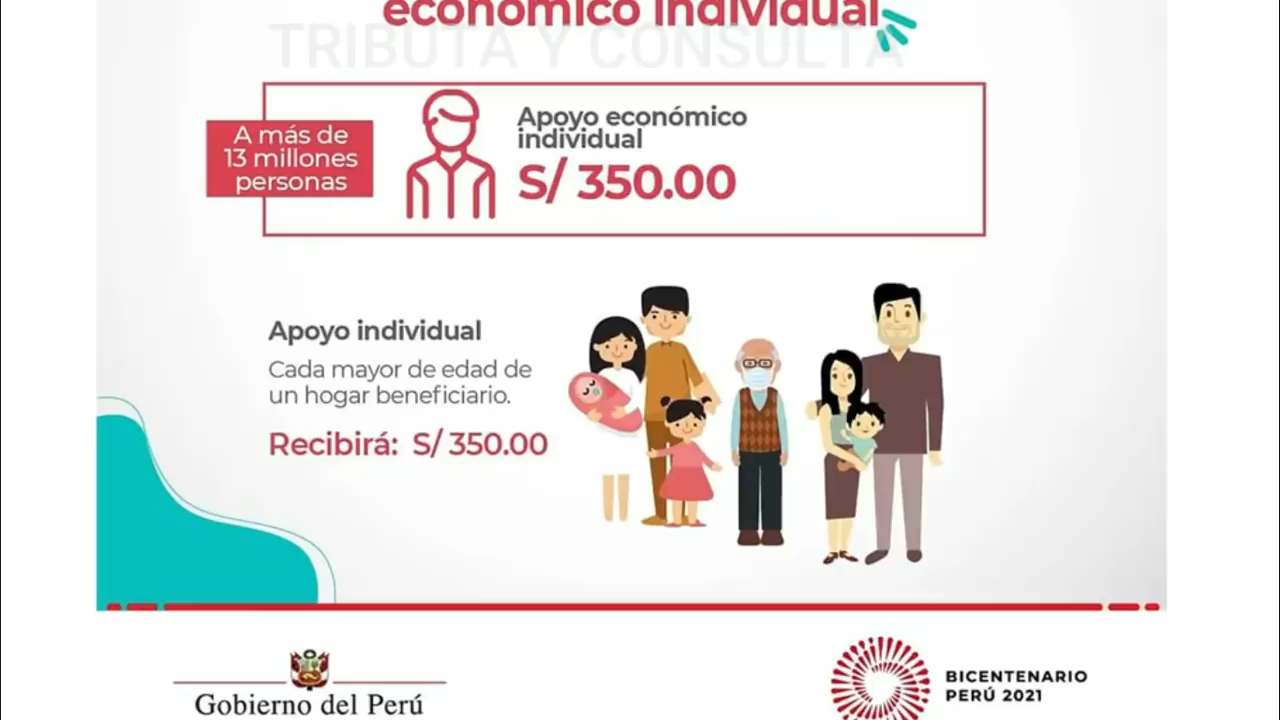 económico individual
TRIBUTA Y CONSULTA
A más de
13 millones
personas
Apoyo económico
individual
S/ 350.00
Apoyo individual
Cada mayor de edad de
un hogar beneficiario.
Recibirá: S/ 350.00
Gobierno del Perú
BICENTENARIO
PERÚ 2021